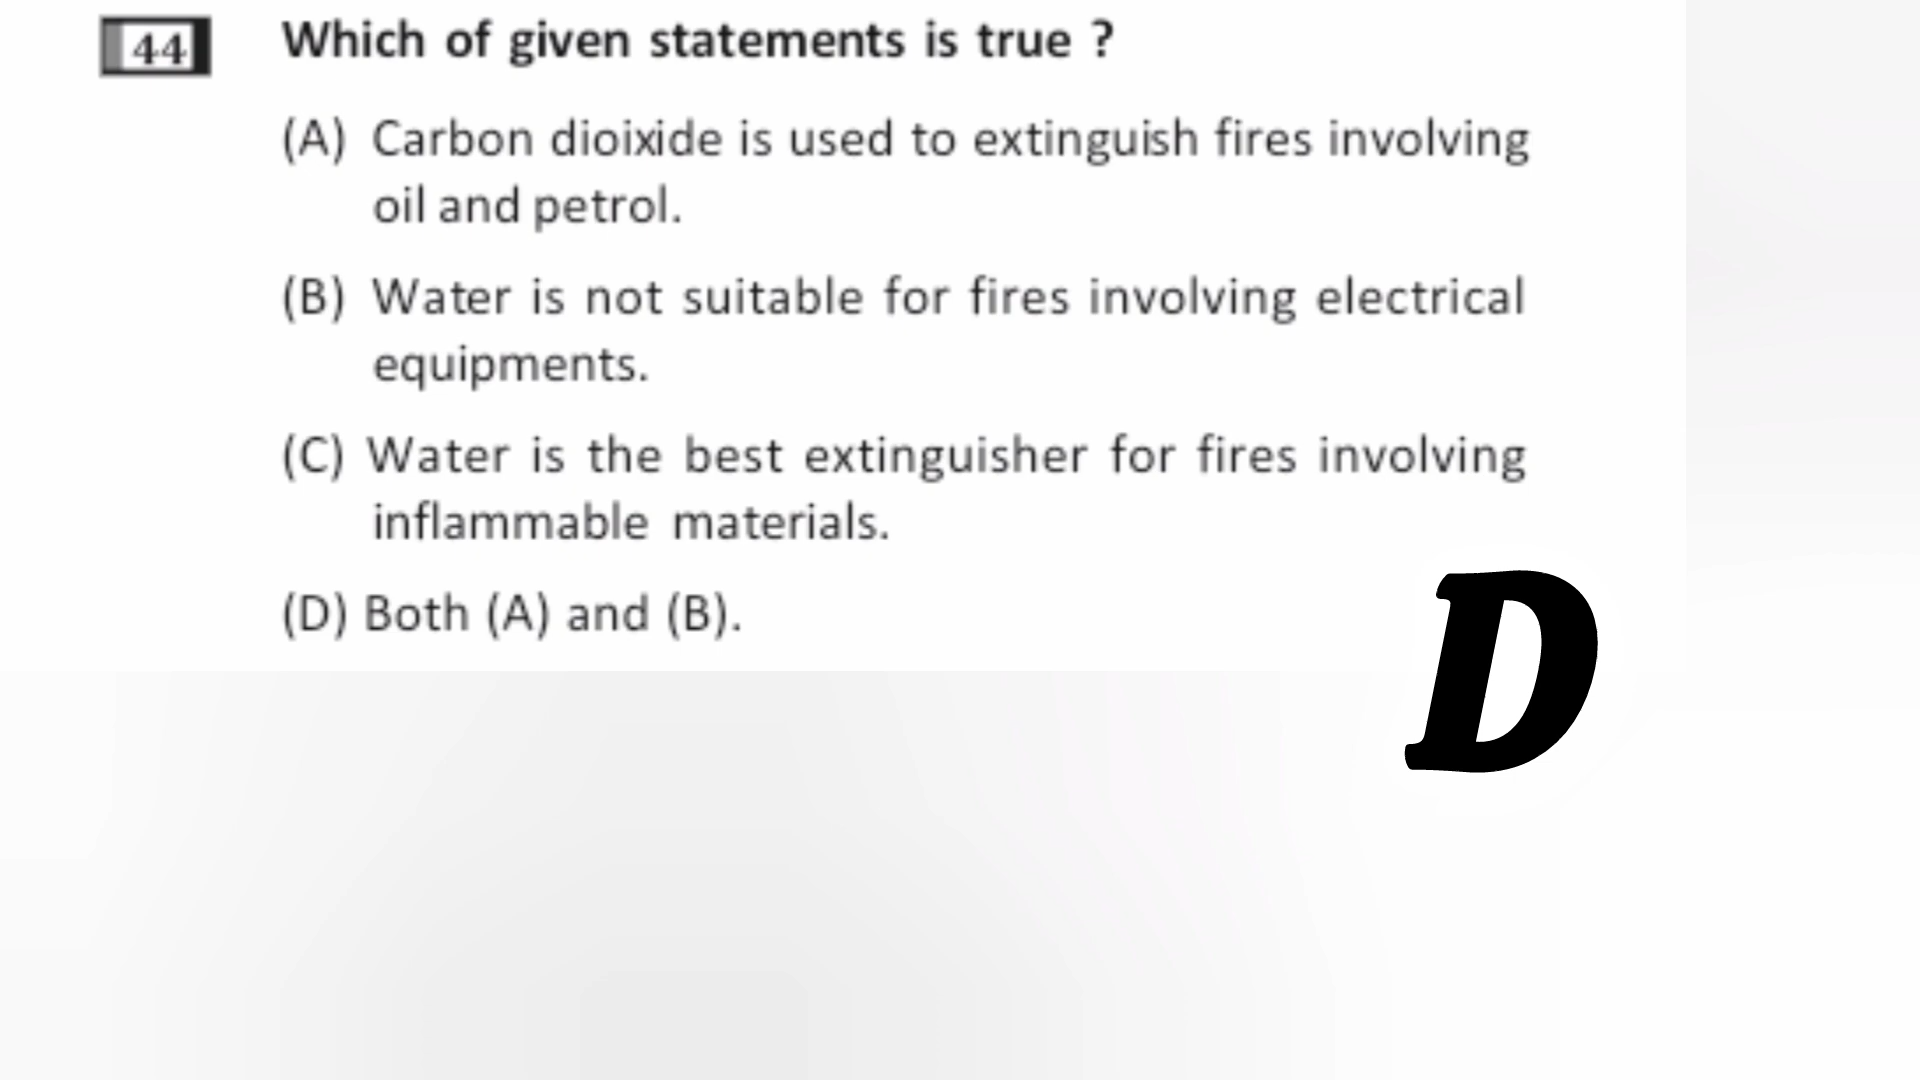 44 Which of given statements is true ?
(A) Carbon dioixide is used to extinguish fires involving
oil and petrol.
(B) Water is not suitable for fires involving electrical
equipments.
(C) Water is the best extinguisher for fires involving
inflammable materials.
(D) Both (A) and (B).
D